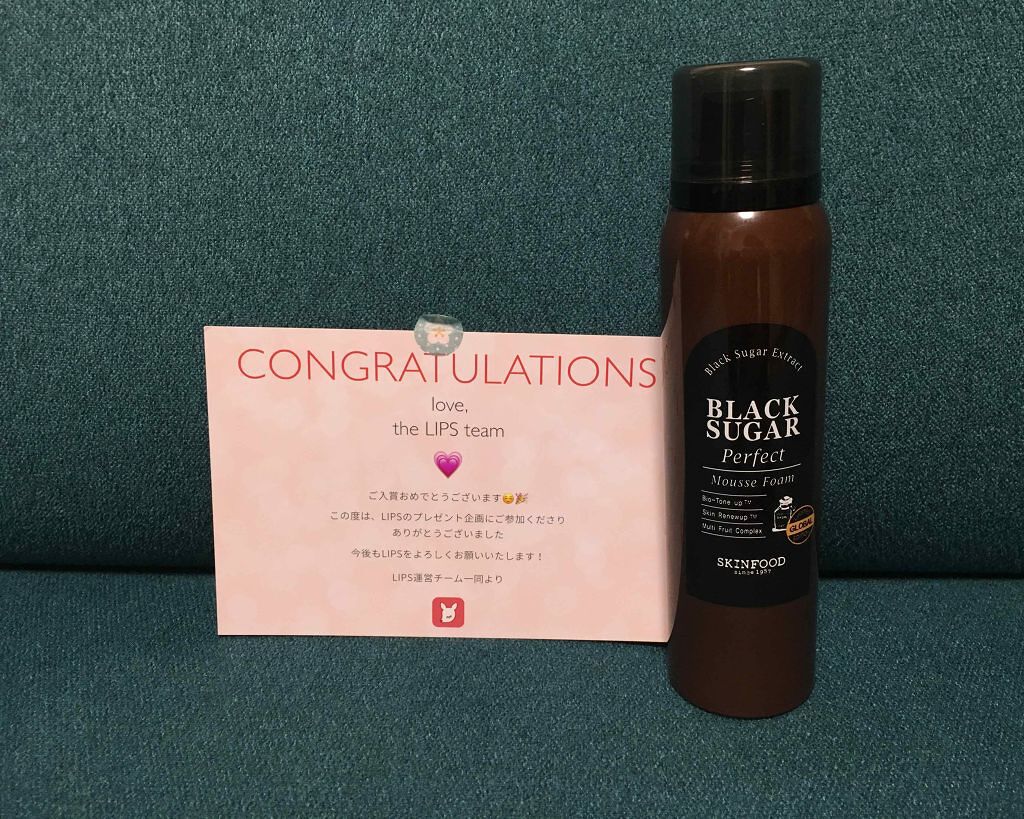 CONGRATULATIONS
love,
the LIPS team
ご入賞おめでとうございます☺️🎉
この度は、LIPSのプレゼント企画にご参加くださり
ありがとうございました
今後もLIPSをよろしくお願いいたします！
LIPS運営チーム一同より
Black Sugar Extract
BLACK
SUGAR
Perfect
Mousse Foam
Bio-Tone up™
Skin Renewup™
Multi Fruit Complex
GLOBAL
SKINFOOD
since 1957